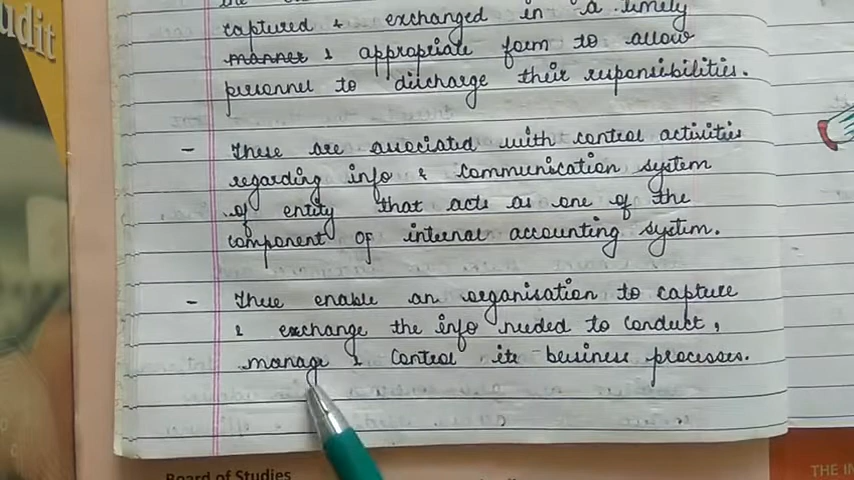 captured & exchanged in a timely
manner & appropriate form to allow
personnel to discharge their responsibilities.
- These are associated with control activities
regarding info & communication system
of entity that acts as one of the
component of internal accounting system.
- These enable an organisation to capture
& exchange the info needed to conduct,
manage & control its business processes.
udit
Board of Studies
THE IN